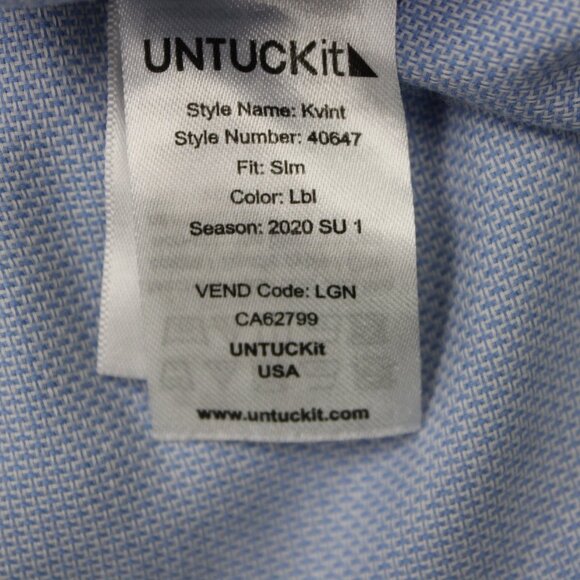 UNTUCKit
Style Name: Kvint
Style Number: 40647
Fit: Slm
Color: Lbl
Season: 2020 SU 1
VEND Code: LGN
CA62799
UNTUCKit
USA
www.untuckit.com